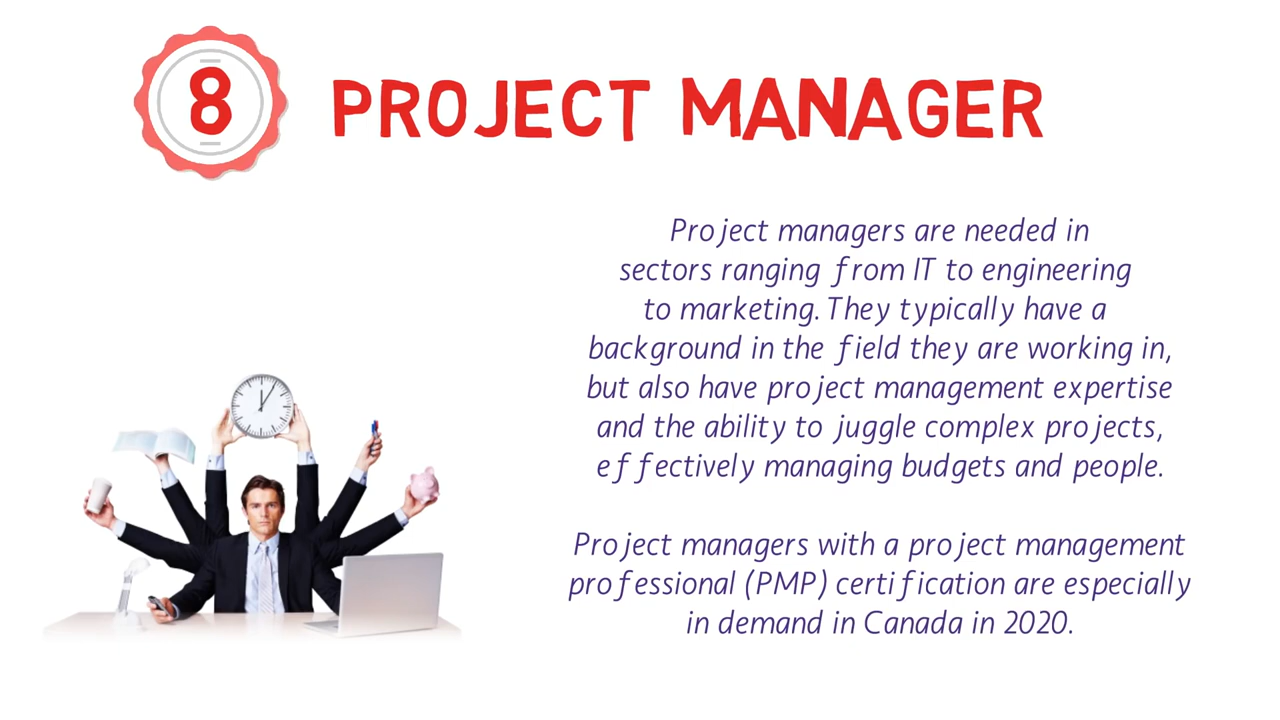 8
PROJECT MANAGER
Project managers are needed in
sectors ranging from IT to engineering
to marketing. They typically have a
background in the field they are working in,
but also have project management expertise
and the ability to juggle complex projects,
effectively managing budgets and people.
Project managers with a project management
professional (PMP) certification are especially
in demand in Canada in 2020.